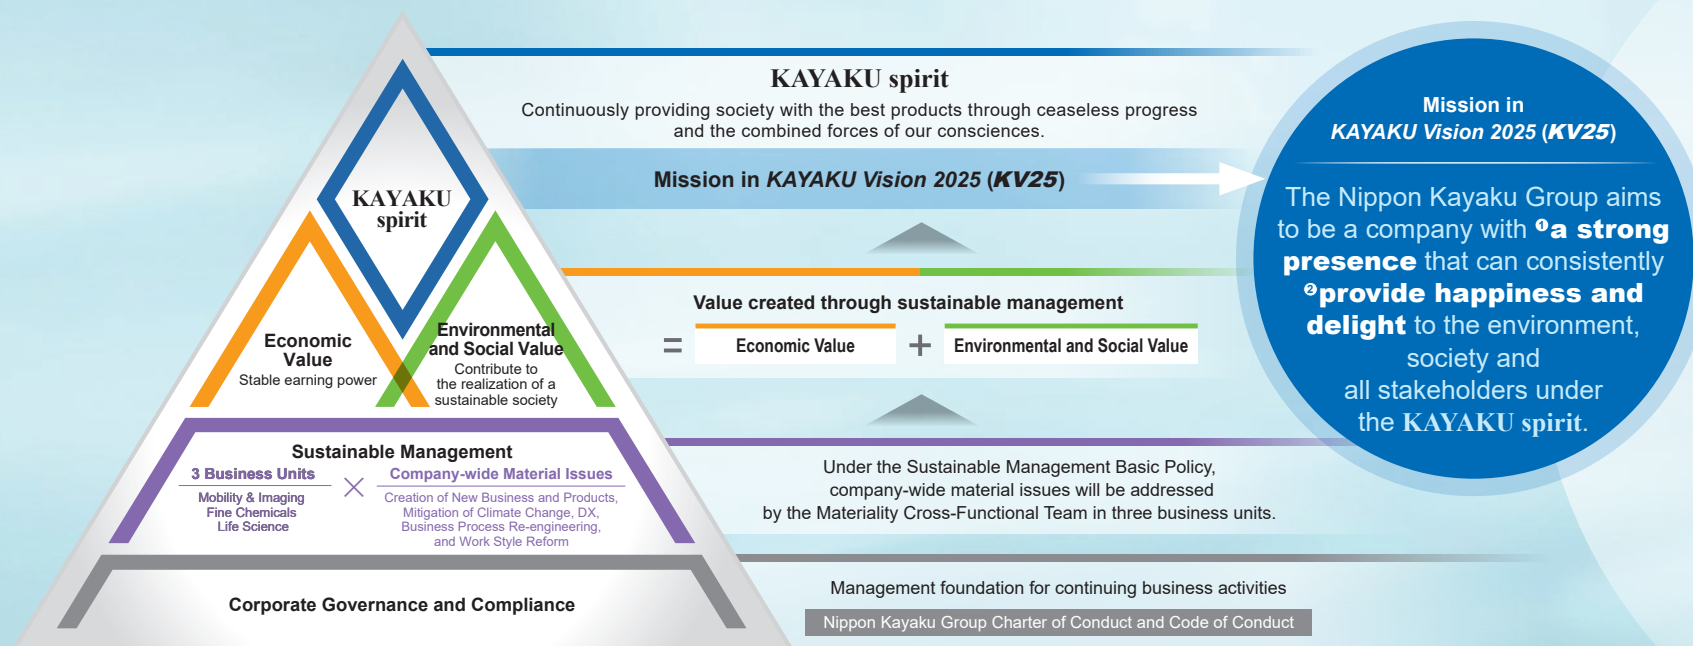 KAYAKU
spirit
Economic
Value
Stable earning power
Environmental
and Social Value
Contribute to
the realization of a
sustainable society
Sustainable Management
3 Business Units
Mobility & Imaging
Fine Chemicals
Life Science
×
Company-wide Material Issues
Creation of New Business and Products,
Mitigation of Climate Change, DX,
Business Process Re-engineering,
and Work Style Reform
Corporate Governance and Compliance
KAYAKU spirit
Continuously providing society with the best products through ceaseless progress
and the combined forces of our consciences.
Mission in KAYAKU Vision 2025 (KV25)
Value created through sustainable management
= Economic Value + Environmental and Social Value
Under the Sustainable Management Basic Policy,
company-wide material issues will be addressed
by the Materiality Cross-Functional Team in three business units.
Management foundation for continuing business activities
Nippon Kayaku Group Charter of Conduct and Code of Conduct
Mission in
KAYAKU Vision 2025 (KV25)
The Nippon Kayaku Group aims
to be a company with ❶a strong
presence that can consistently
❷provide happiness and
delight to the environment,
society and
all stakeholders under
the KAYAKU spirit.